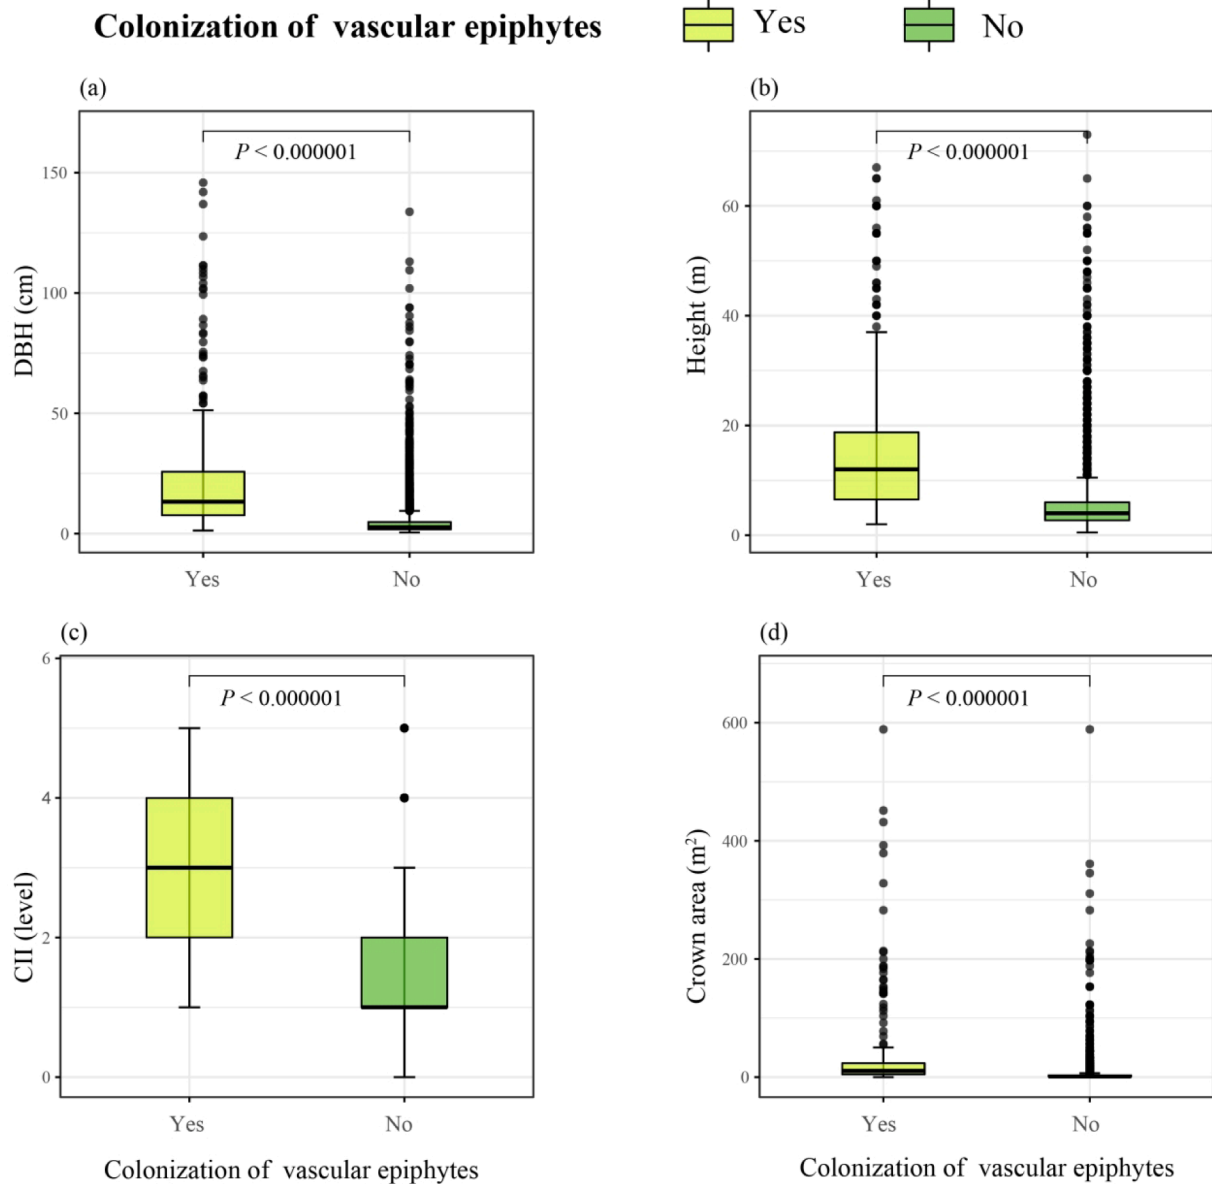 Colonization of vascular epiphytes Yes No
(a)
P < 0.000001
150
100
50
0
DBH (cm)
Yes No
(b)
P < 0.000001
60
40
20
0
Height (m)
Yes No
(c)
P < 0.000001
6
4
2
0
CII (level)
Yes No
Colonization of vascular epiphytes
(d)
P < 0.000001
600
400
200
0
Crown area (m²)
Yes No
Colonization of vascular epiphytes